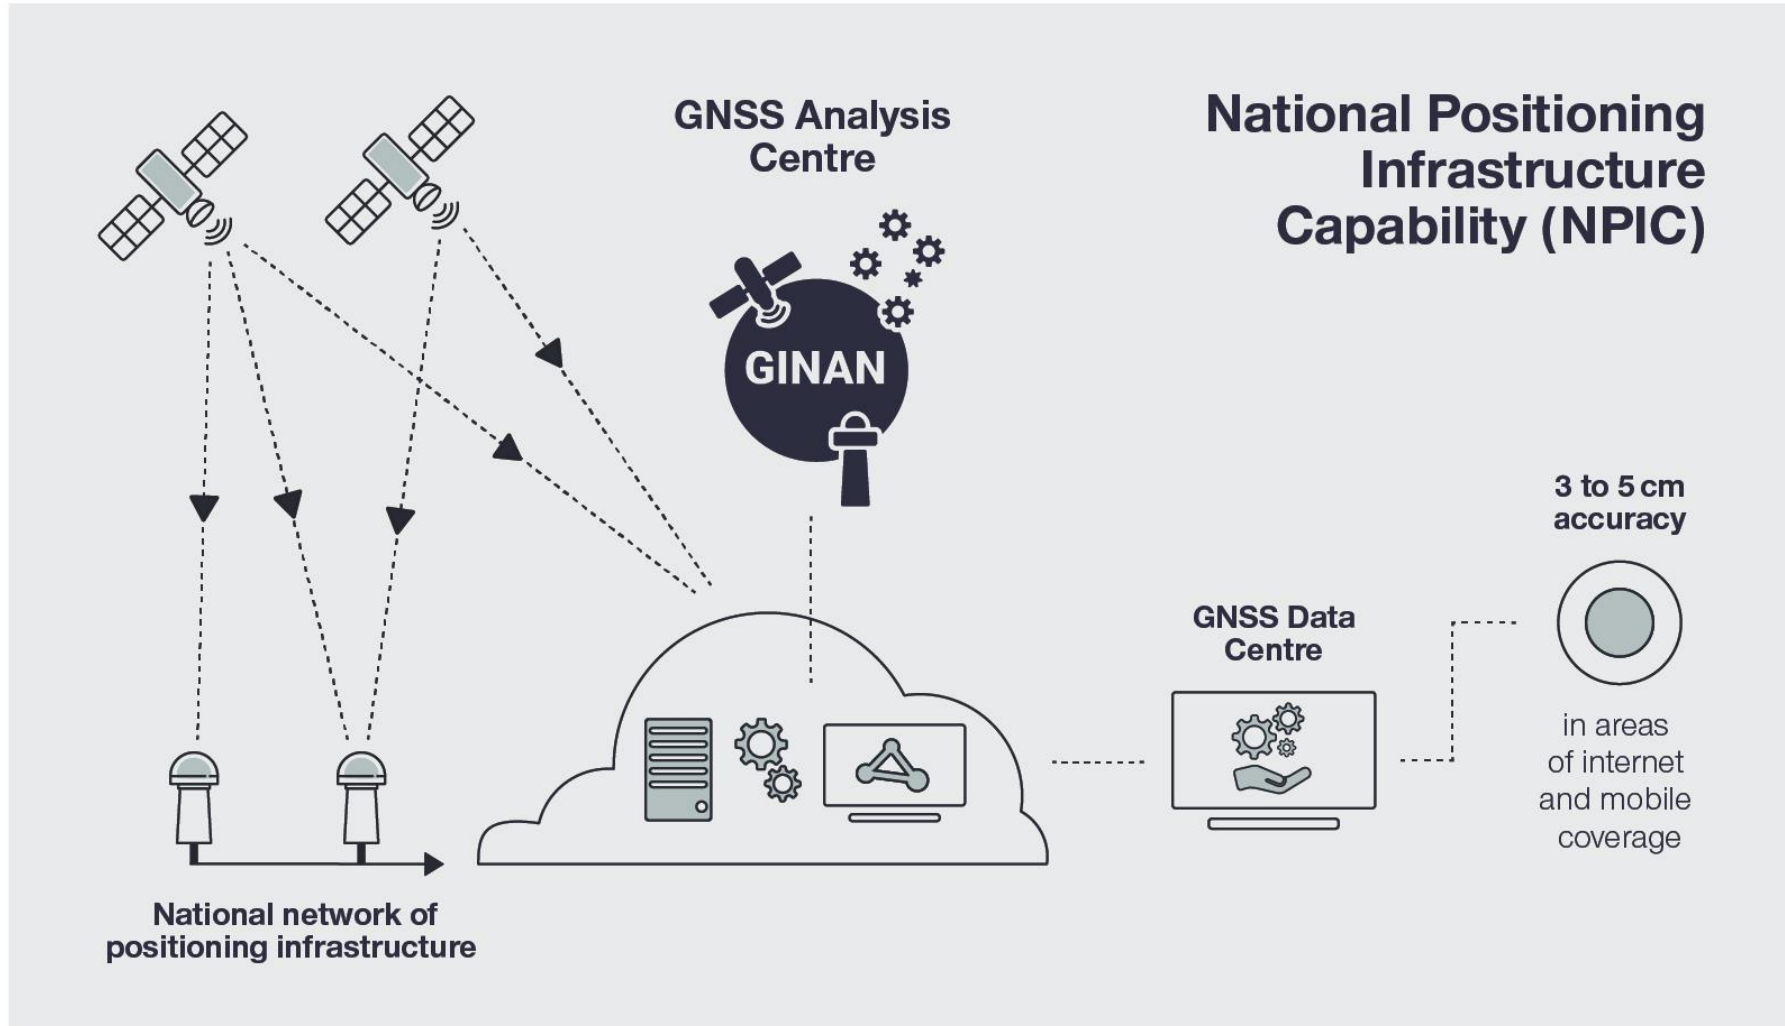 GNSS Analysis
Centre
National Positioning
Infrastructure
Capability (NPIC)
GINAN
3 to 5 cm
accuracy
GNSS Data
Centre
in areas
of internet
and mobile
coverage
National network of
positioning infrastructure